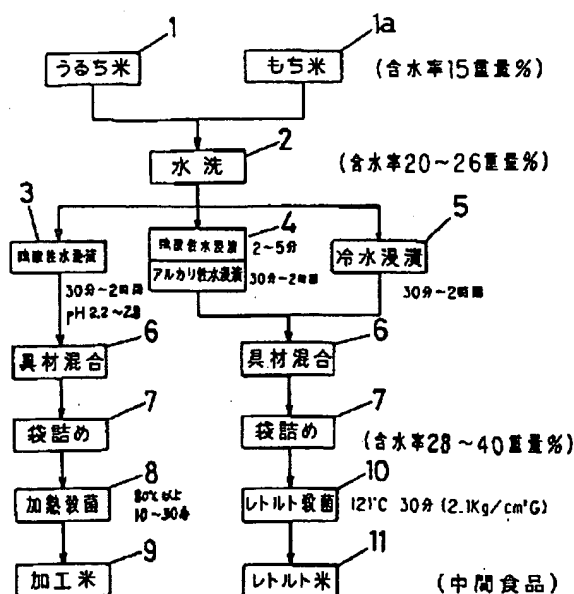 1
1a
うるち米
もち米
(含水率15重量%)
2
水洗
(含水率20～26重量%)
3
4
5
強酸性水浸漬
強酸性水浸漬
2～5分
アルカリ性水浸漬
30分～2時間
冷水浸漬
30分～2時間
30分～2時間
pH 2.2～2.8
6
6
具材混合
具材混合
7
7
袋詰め
袋詰め
(含水率28～40重量%)
8
10
加熱殺菌
80℃以上
10～30分
レトルト殺菌
121℃ 30分 (2.1Kg/cm²G)
9
11
加工米
レトルト米
(中間食品)